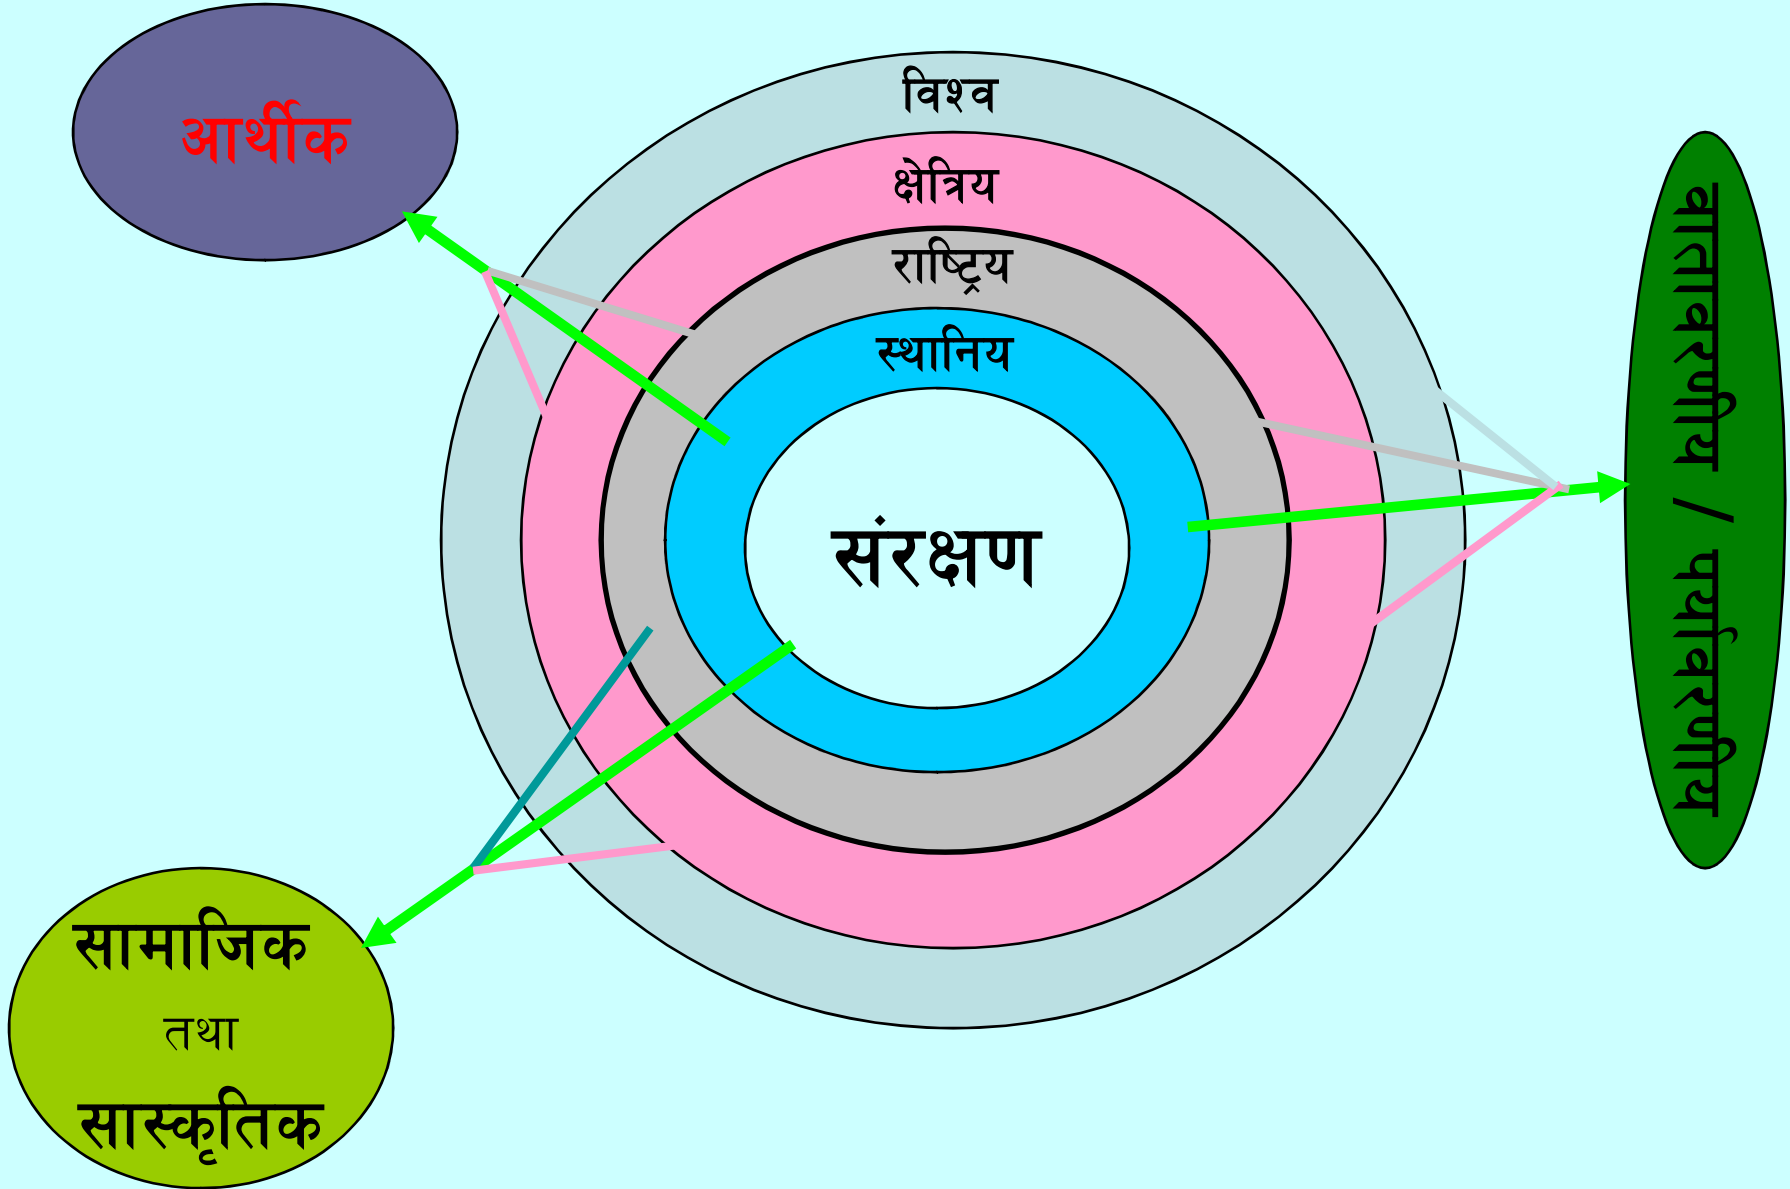 आर्थीक
विश्व
क्षेत्रिय
राष्ट्रिय
स्थानिय
संरक्षण
वातावरणीय / पर्यावरणीय
सामाजिक
तथा
सास्कृतिक